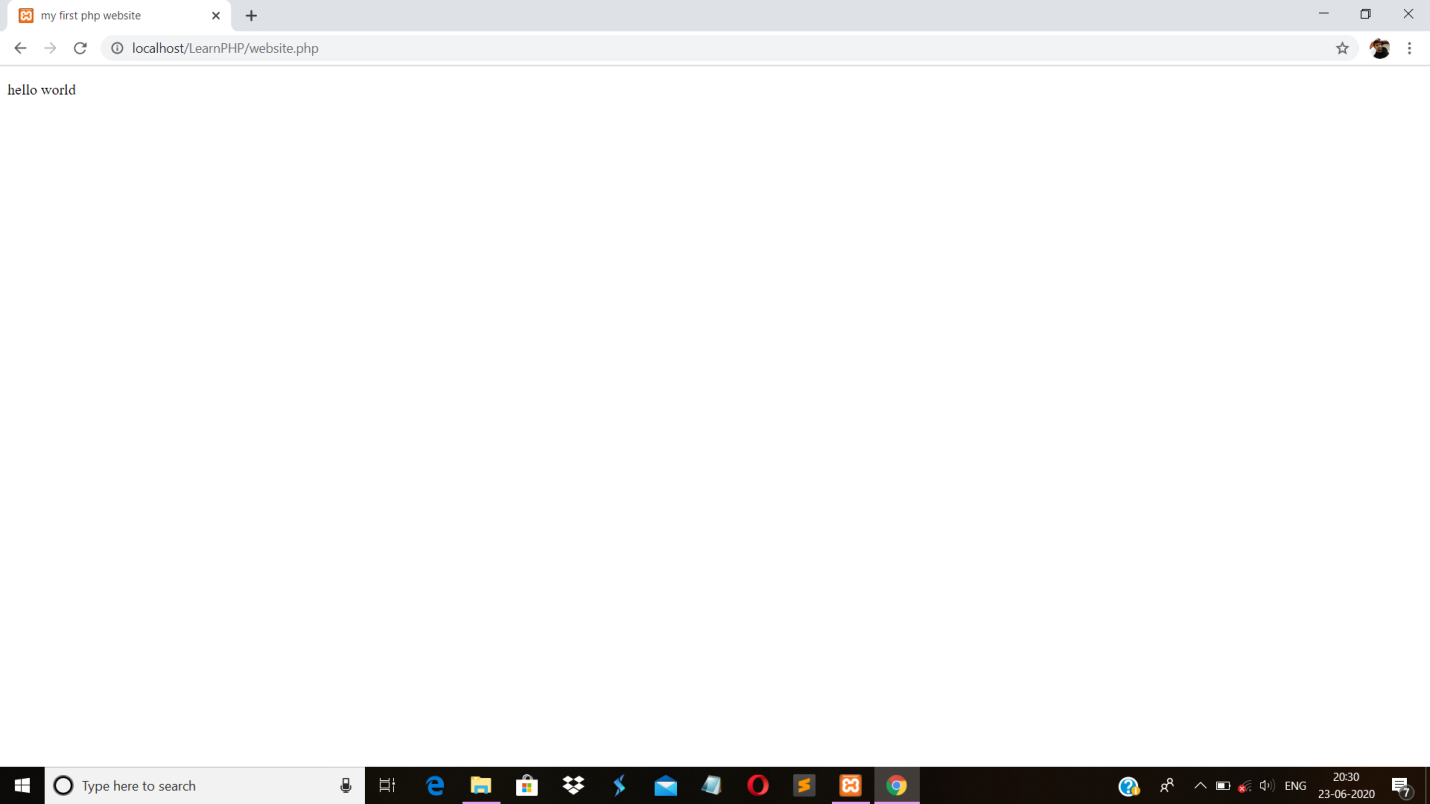 my first php website
localhost/LearnPHP/website.php
hello world
Type here to search
ENG
20:30
23-06-2020
7